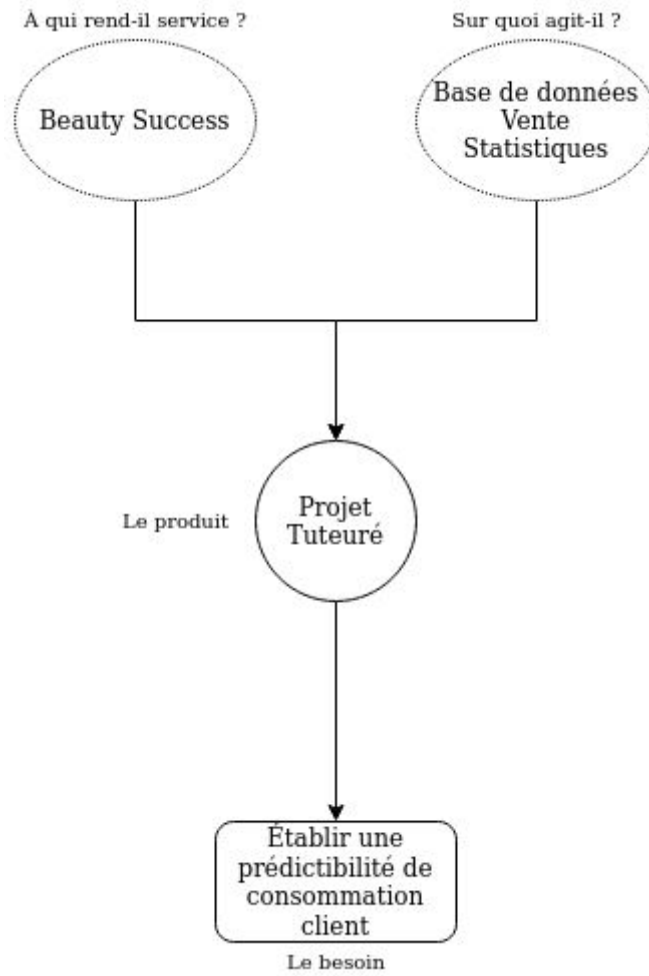 À qui rend-il service ?
Sur quoi agit-il ?
Beauty Success
Base de données
Vente
Statistiques
Le produit
Projet
Tuteuré
Établir une
prédictibilité de
consommation
client
Le besoin